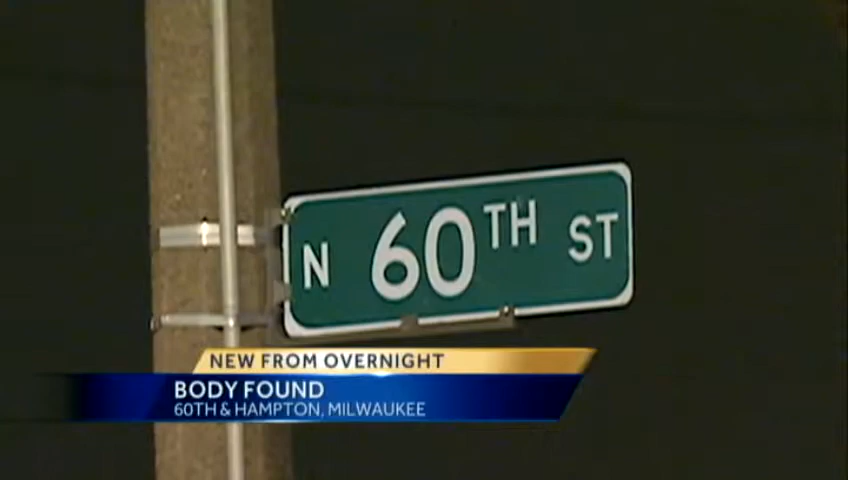 N 60TH ST
NEW FROM OVERNIGHT
BODY FOUND
60TH & HAMPTON, MILWAUKEE